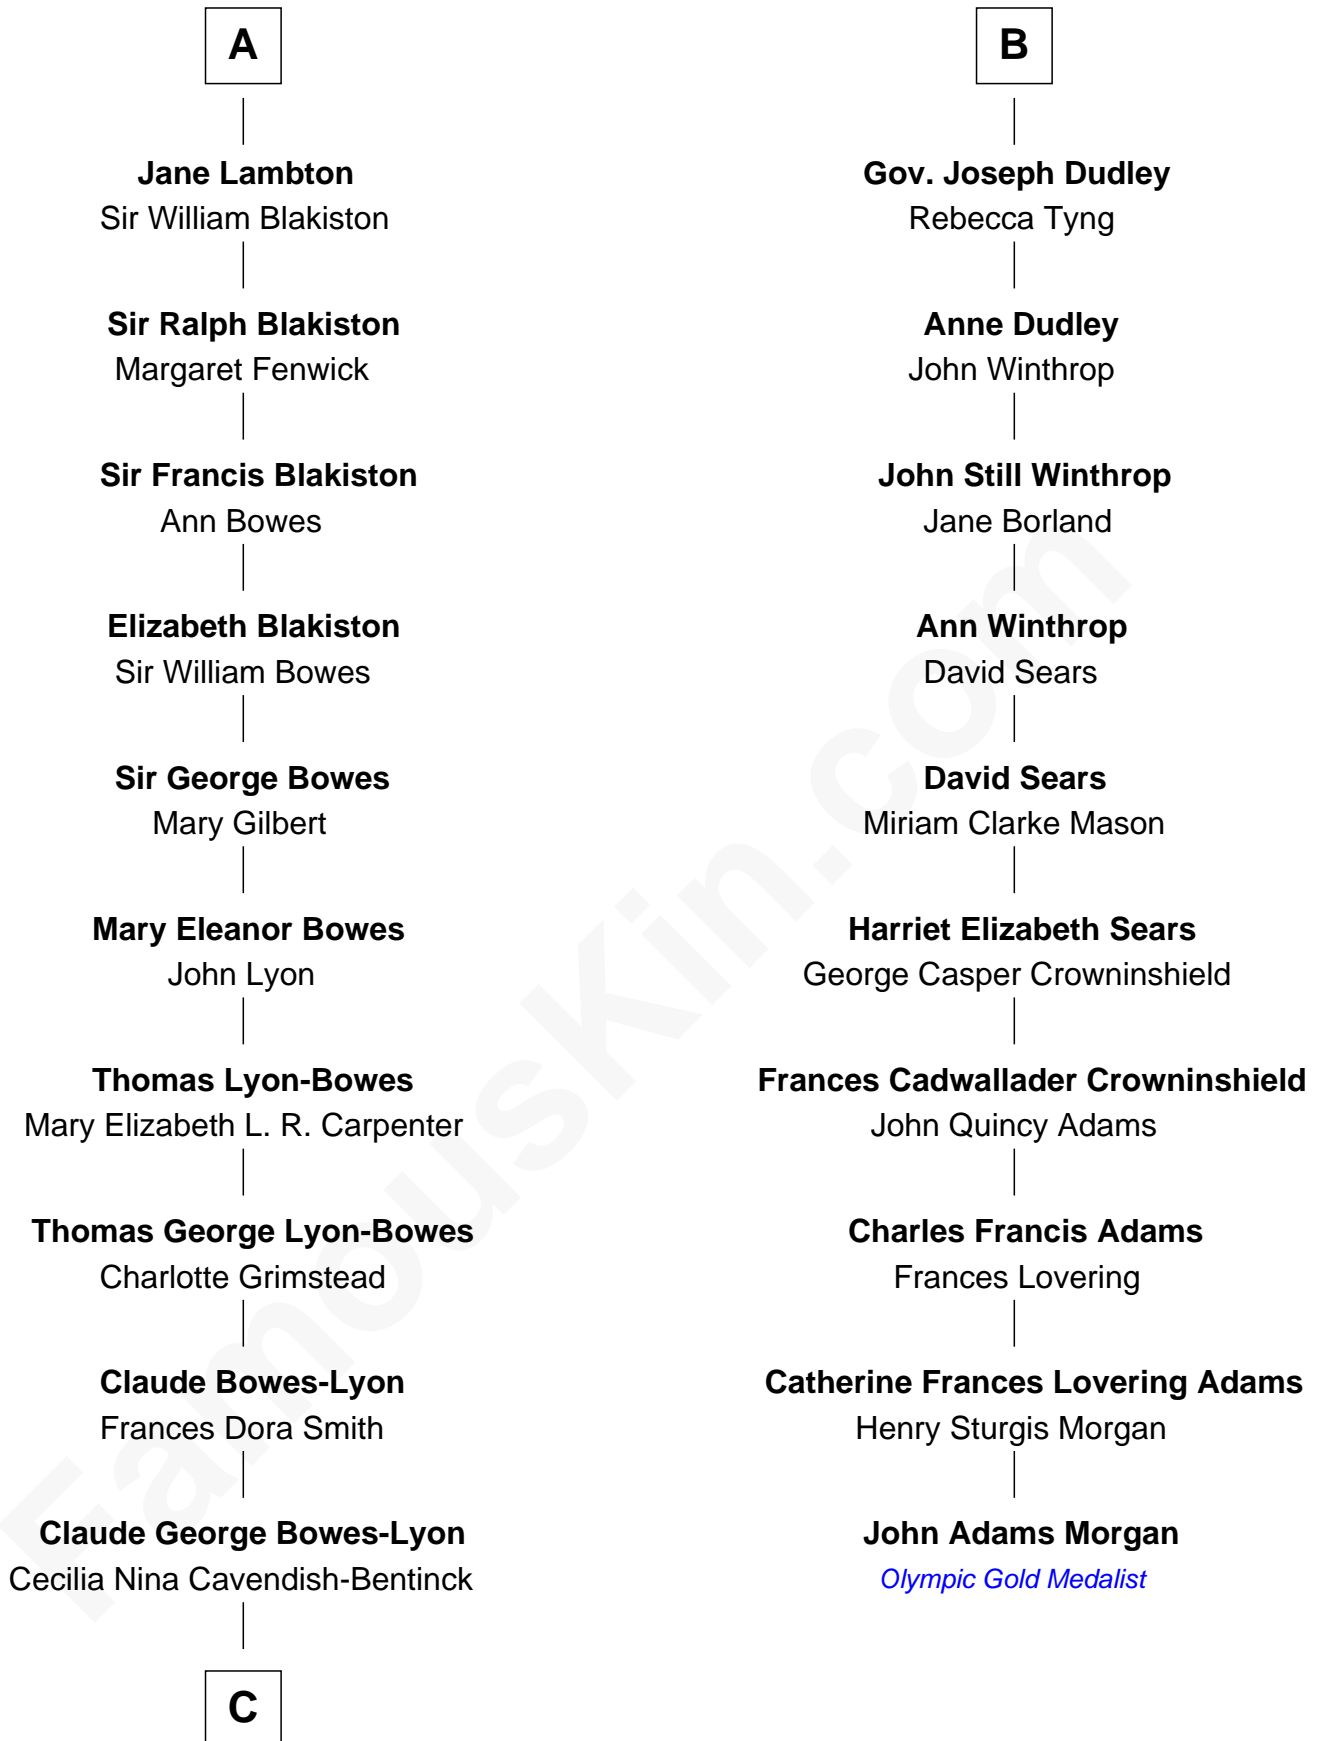 A
Jane Lambton
Sir William Blakiston
Sir Ralph Blakiston
Margaret Fenwick
Sir Francis Blakiston
Ann Bowes
Elizabeth Blakiston
Sir William Bowes
Sir George Bowes
Mary Gilbert
Mary Eleanor Bowes
John Lyon
Thomas Lyon-Bowes
Mary Elizabeth L. R. Carpenter
Thomas George Lyon-Bowes
Charlotte Grimstead
Claude Bowes-Lyon
Frances Dora Smith
Claude George Bowes-Lyon
Cecilia Nina Cavendish-Bentinck
C
B
Gov. Joseph Dudley
Rebecca Tyng
Anne Dudley
John Winthrop
John Still Winthrop
Jane Borland
Ann Winthrop
David Sears
David Sears
Miriam Clarke Mason
Harriet Elizabeth Sears
George Casper Crowninshield
Frances Cadwallader Crowninshield
John Quincy Adams
Charles Francis Adams
Frances Lovering
Catherine Frances Lovering Adams
Henry Sturgis Morgan
John Adams Morgan
Olympic Gold Medalist
FamousKin.com